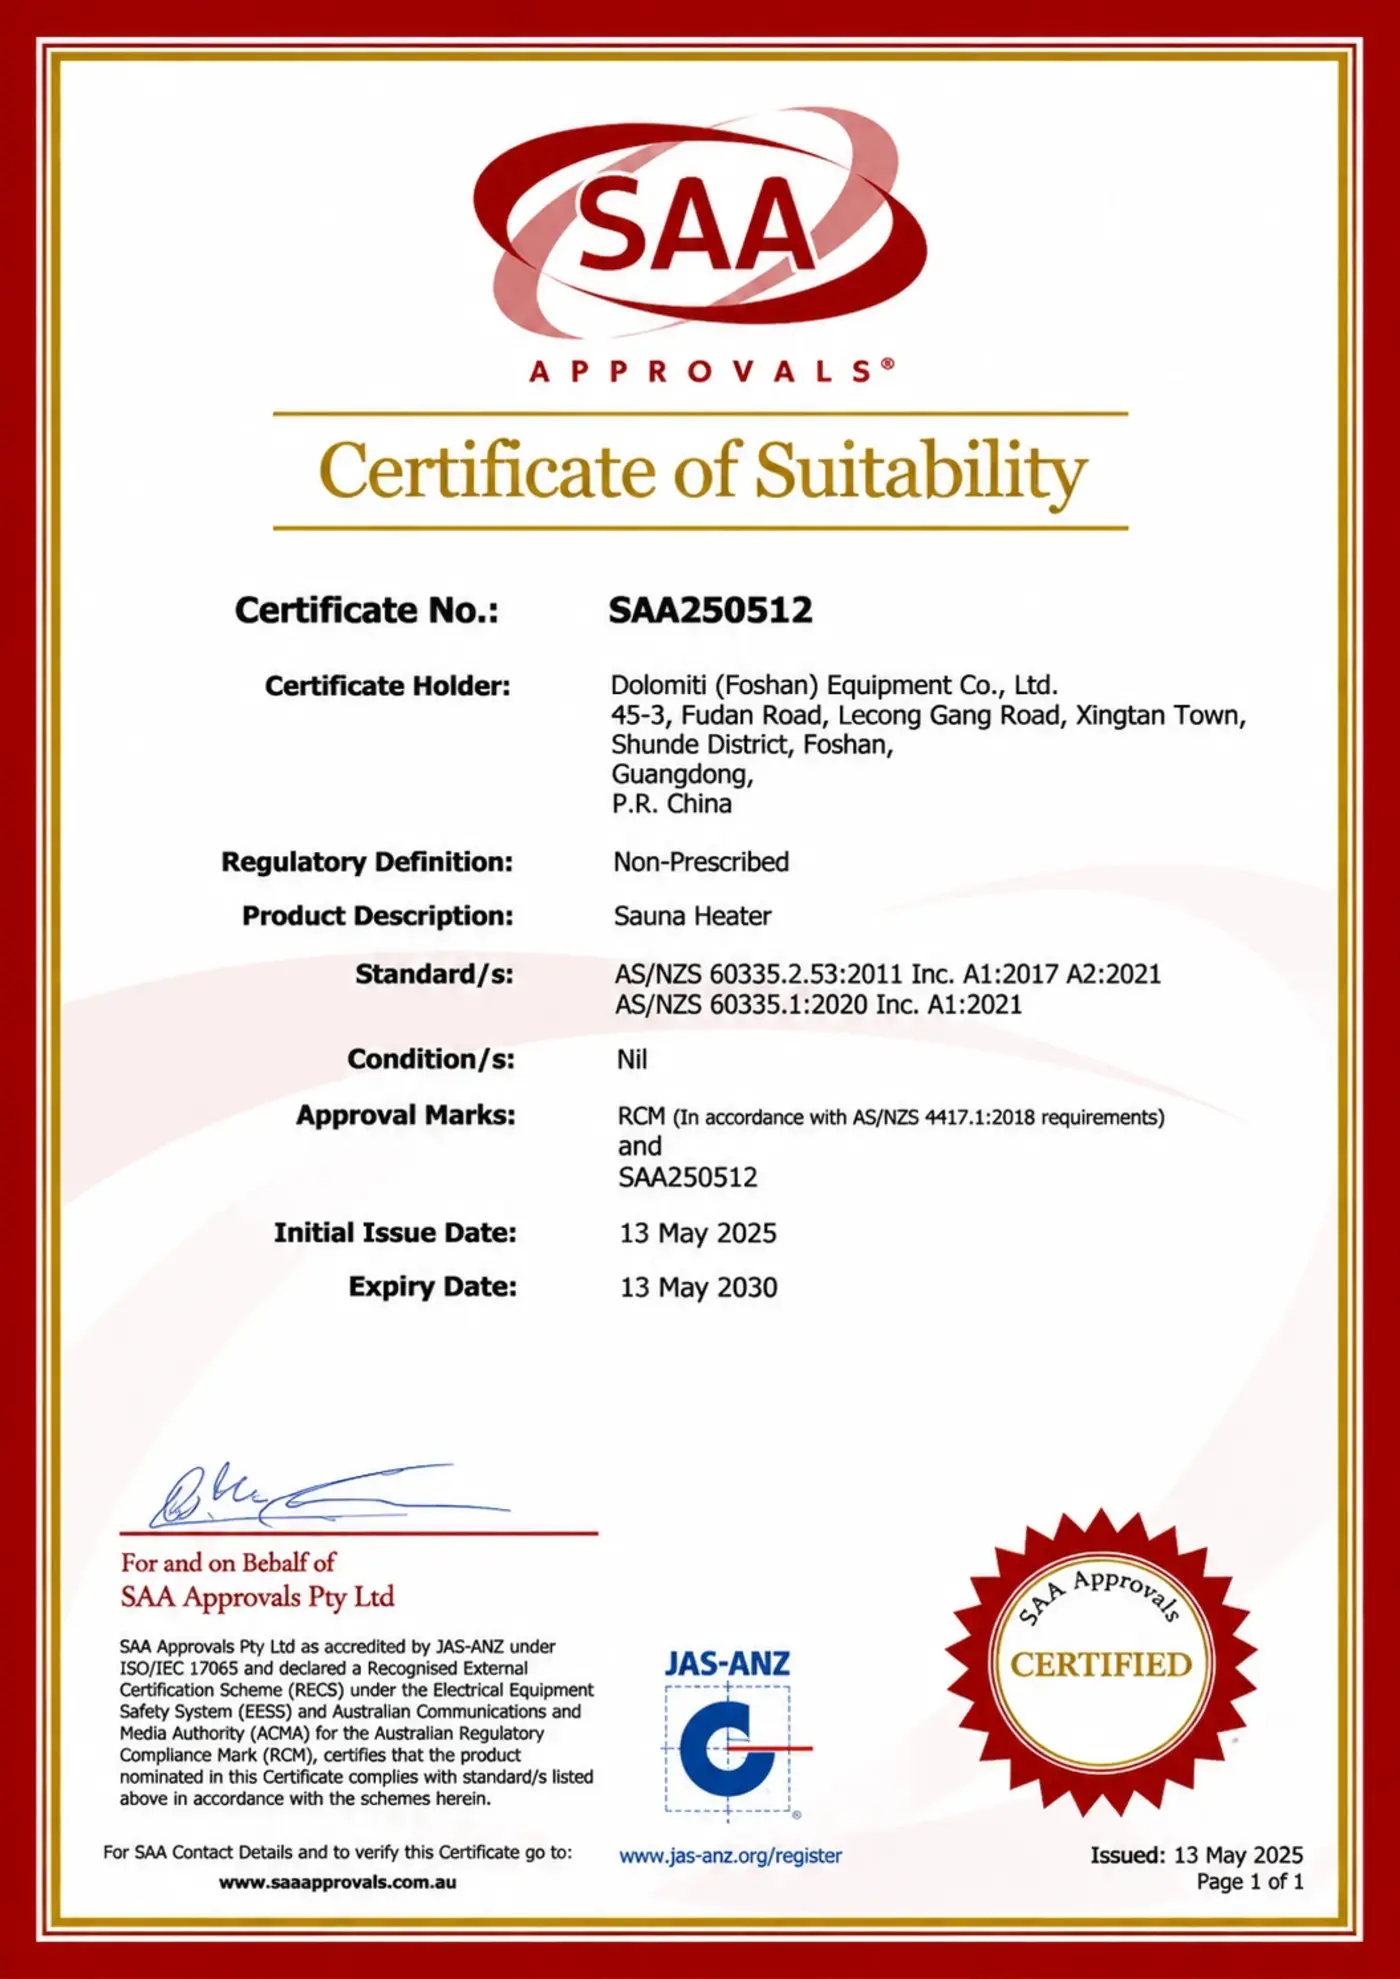 SAA
APPROVALS®
Certificate of Suitability
Certificate No.: SAA250512
Certificate Holder: Dolomiti (Foshan) Equipment Co., Ltd.
45-3, Fudan Road, Lecong Gang Road, Xingtan Town,
Shunde District, Foshan,
Guangdong,
P.R. China
Regulatory Definition: Non-Prescribed
Product Description: Sauna Heater
Standard/s: AS/NZS 60335.2.53:2011 Inc. A1:2017 A2:2021
AS/NZS 60335.1:2020 Inc. A1:2021
Condition/s: Nil
Approval Marks: RCM (In accordance with AS/NZS 4417.1:2018 requirements)
and
SAA250512
Initial Issue Date: 13 May 2025
Expiry Date: 13 May 2030
For and on Behalf of
SAA Approvals Pty Ltd
SAA Approvals Pty Ltd as accredited by JAS-ANZ under
ISO/IEC 17065 and declared a Recognised External
Certification Scheme (RECS) under the Electrical Equipment
Safety System (EESS) and Australian Communications and
Media Authority (ACMA) for the Australian Regulatory
Compliance Mark (RCM), certifies that the product
nominated in this Certificate complies with standard/s listed
above in accordance with the schemes herein.
For SAA Contact Details and to verify this Certificate go to:
www.saaapprovals.com.au
JAS-ANZ
®
www.jas-anz.org/register
SAA Approvals
CERTIFIED
Issued: 13 May 2025
Page 1 of 1